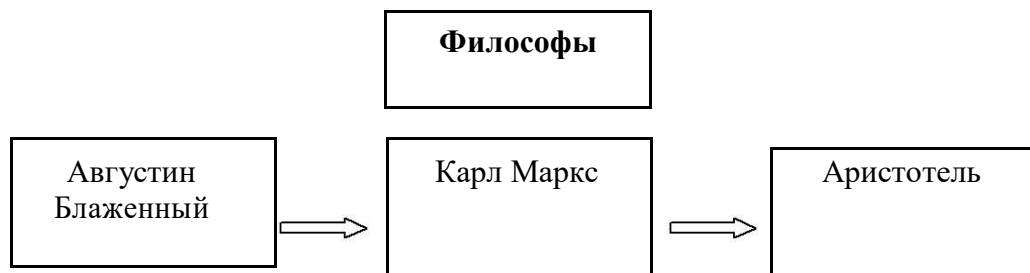 Философы
Августин
Блаженный
Карл Маркс
Аристотель